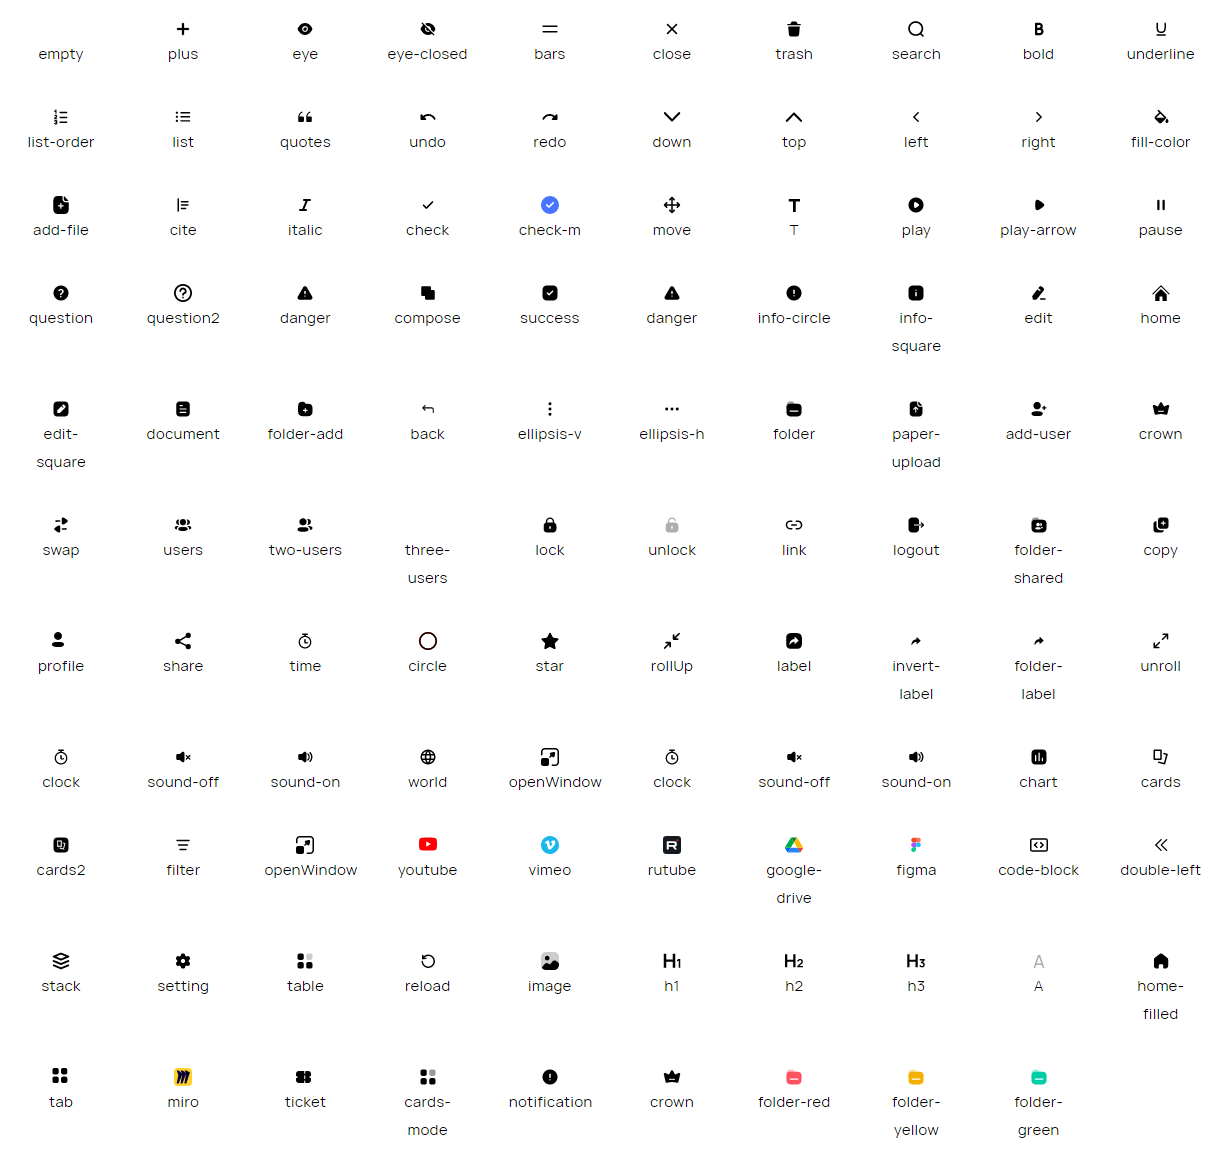 empty plus eye eye-closed bars close trash search bold underline
list-order list quotes undo redo down top left right fill-color
add-file cite italic check check-m move T play play-arrow pause
question question2 danger compose success danger info-circle info-
square edit home
edit-
square document folder-add back ellipsis-v ellipsis-h folder paper-
upload add-user crown
swap users two-users three-
users lock unlock link logout folder-
shared copy
profile share time circle star rollUp label invert-
label folder-
label unroll
clock sound-off sound-on world openWindow clock sound-off sound-on chart cards
cards2 filter openWindow youtube vimeo rutube google-
drive figma code-block double-left
H1 H2 H3 A
stack setting table reload image h1 h2 h3 A home-
filled
tab miro ticket cards-
mode notification crown folder-red folder-
yellow folder-
green